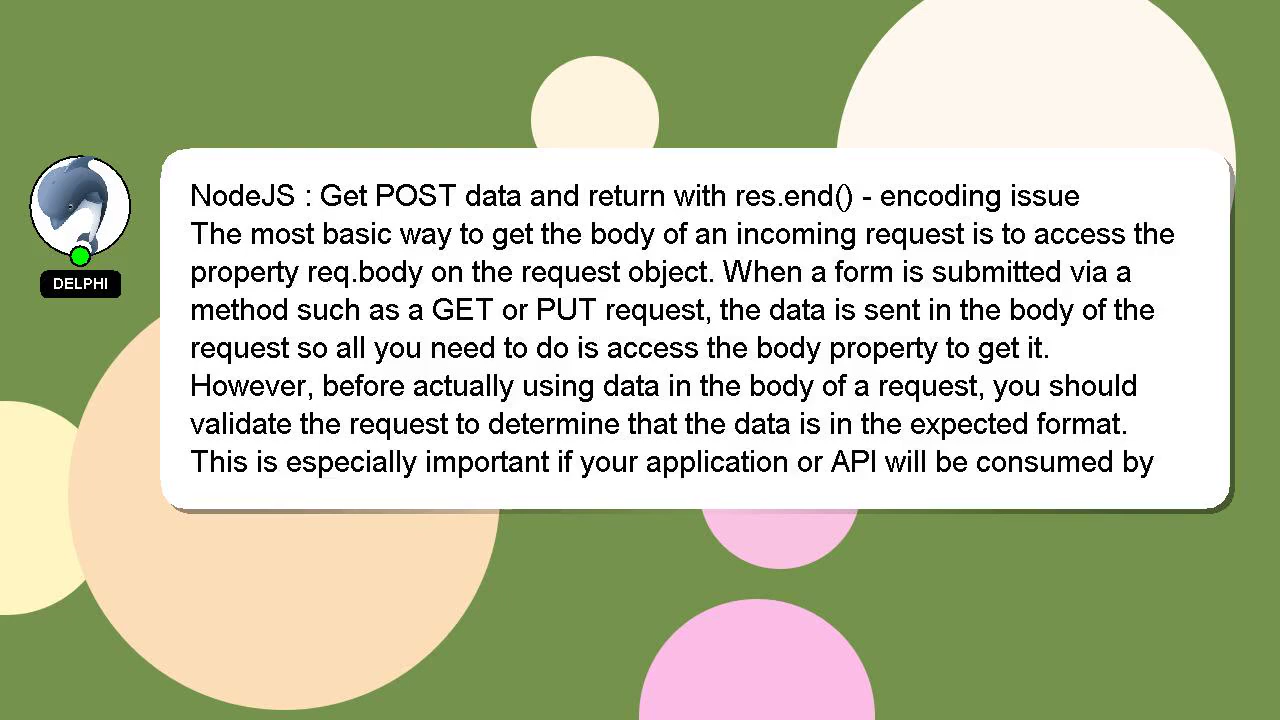 NodeJS : Get POST data and return with res.end() - encoding issue
The most basic way to get the body of an incoming request is to access the
property req.body on the request object. When a form is submitted via a
method such as a GET or PUT request, the data is sent in the body of the
request so all you need to do is access the body property to get it.
However, before actually using data in the body of a request, you should
validate the request to determine that the data is in the expected format.
This is especially important if your application or API will be consumed by
DELPHI